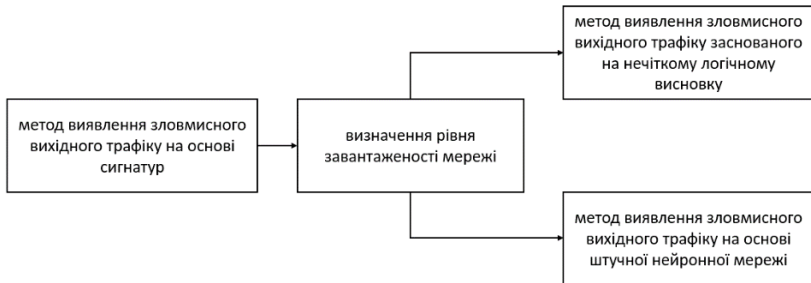 метод виявлення зловмисного
вихідного трафіку на основі
сигнатур
визначення рівня
завантаженості мережі
метод виявлення зловмисного
вихідного трафіку заснованого
на нечіткому логічному
висновку
метод виявлення зловмисного
вихідного трафіку на основі
штучної нейронної мережі